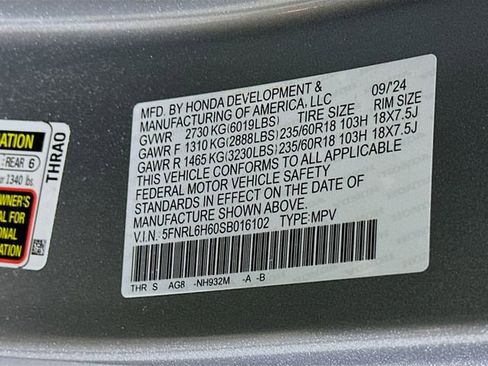 MFD. BY HONDA DEVELOPMENT & 09/'24
MANUFACTURING OF AMERICA, LLC
GVWR 2730 KG(6019LBS) TIRE SIZE RIM SIZE
GAWR F 1310 KG(2888LBS) 235/60R18 103H 18X7.5J
GAWR R 1465 KG(3230LBS) 235/60R18 103H 18X7.5J
THIS VEHICLE CONFORMS TO ALL APPLICABLE
FEDERAL MOTOR VEHICLE SAFETY
STANDARDS IN EFFECT ON THE DATE OF
MANUFACTURE SHOWN ABOVE.
V.I.N. 5FNRL6H60SB016102 TYPE:MPV
THR S AG8 -NH932M -A -B
THRA0
REAR 6
1340 lbs.